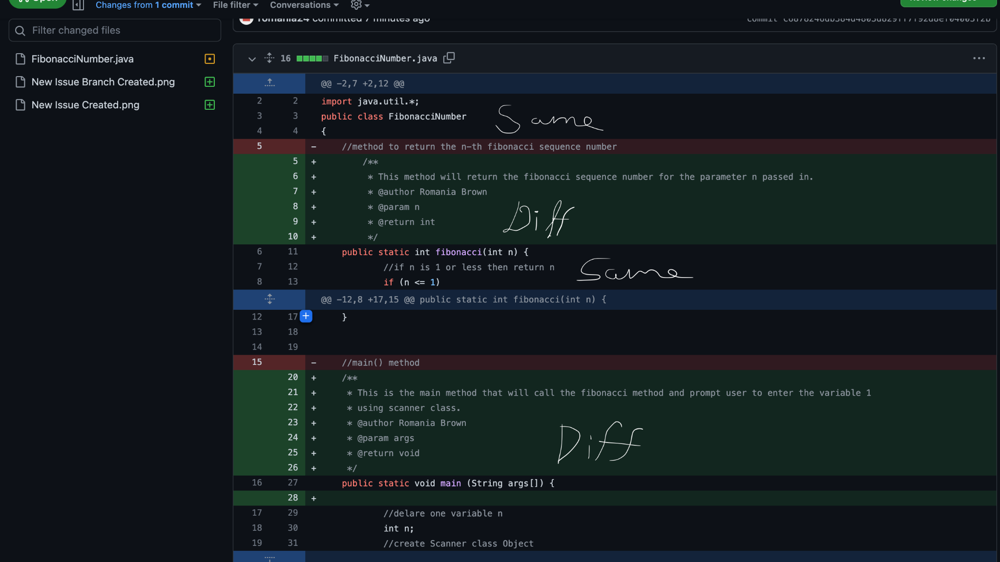 Open
Changes from 1 commit
File filter
Conversations
Filter changed files
FibonacciNumber.java
New Issue Branch Created.png
New Issue Created.png
romania24 committed 7 minutes ago
16 FibonacciNumber.java
@@ -2,7 +2,12 @@
2 2 import java.util.*;
3 3 public class FibonacciNumber
Same
4 4 {
5 - //method to return the n-th fibonacci sequence number
5 + /**
6 + * This method will return the fibonacci sequence number for the parameter n passed in.
7 + * @author Romania Brown
8 + * @param n
Diff
9 + * @return int
10 + */
6 11 public static int fibonacci(int n) {
7 12 //if n is 1 or less then return n
Same
8 13 if (n <= 1)
@@ -12,8 +17,15 @@ public static int fibonacci(int n) {
12 17 + }
13 18
14 19
15 - //main() method
20 + /**
21 + * This is the main method that will call the fibonacci method and prompt user to enter the variable 1
22 + * using scanner class.
23 + * @author Romania Brown
24 + * @param args
Diff
25 + * @return void
26 + */
16 27 public static void main (String args[]) {
28 +
17 29 //delare one variable n
18 30 int n;
19 31 //create Scanner class Object